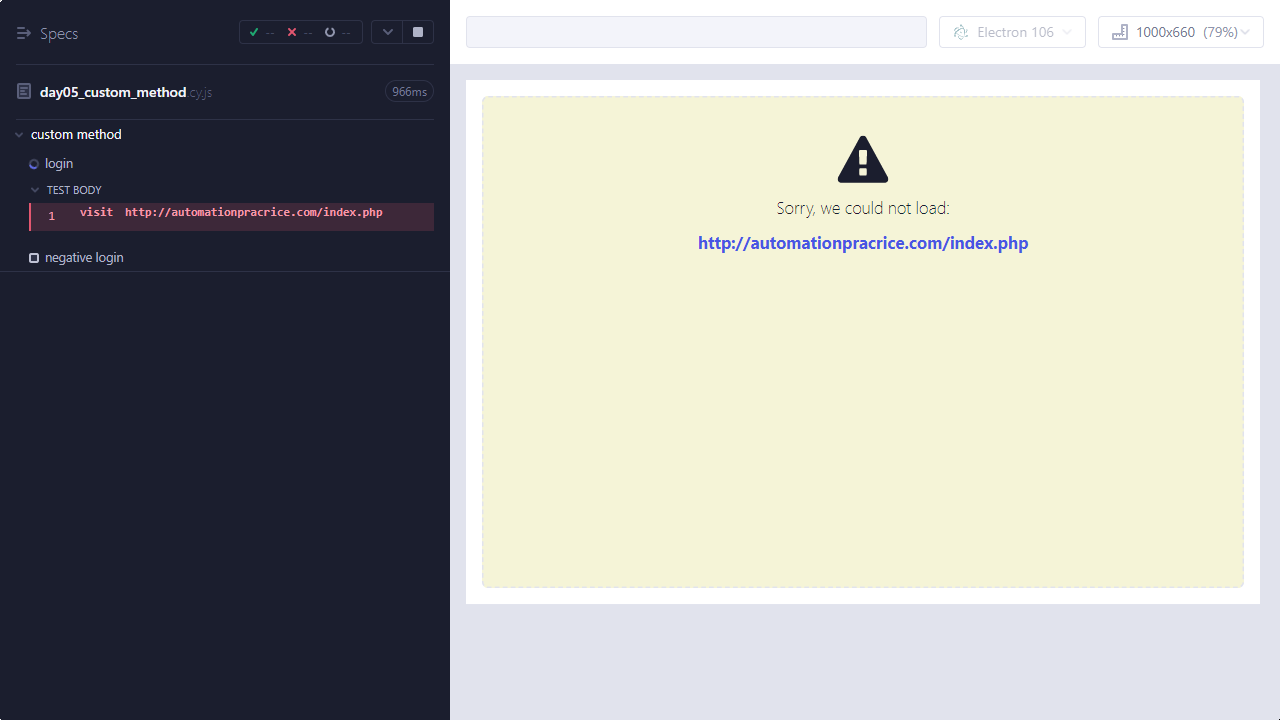 Specs
--
--
--
Electron 106
1000x660 (79%)
day05_custom_method.cy.js
966ms
custom method
login
TEST BODY
1 visit http://automationpracrice.com/index.php
negative login
Sorry, we could not load:
http://automationpracrice.com/index.php